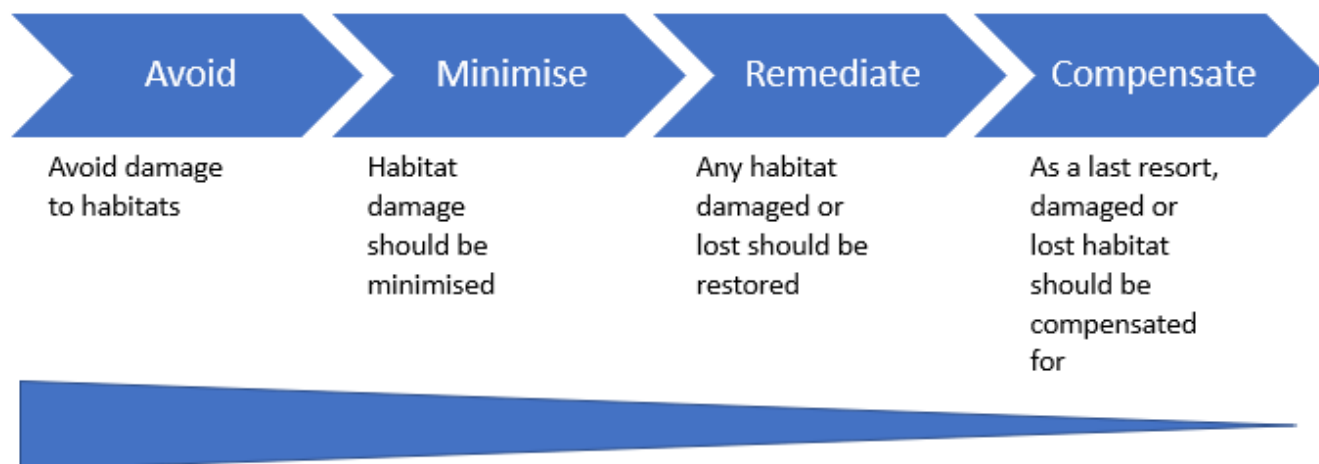 Avoid
Minimise
Remediate
Compensate
Avoid damage
to habitats
Habitat
damage
should be
minimised
Any habitat
damaged or
lost should be
restored
As a last resort,
damaged or
lost habitat
should be
compensated
for